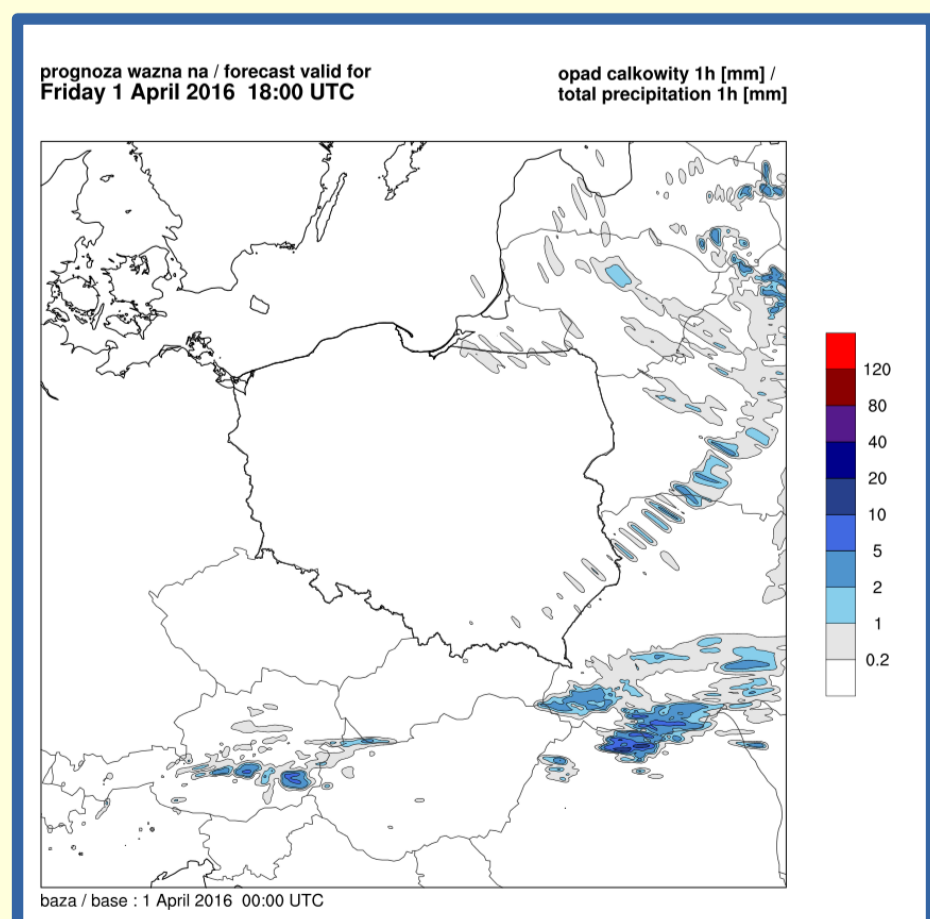 prognoza wazna na / forecast valid for
Friday 1 April 2016 18:00 UTC
opad calkowity 1h [mm] /
total precipitation 1h [mm]
120
80
40
20
10
5
2
1
0.2
baza / base : 1 April 2016 00:00 UTC